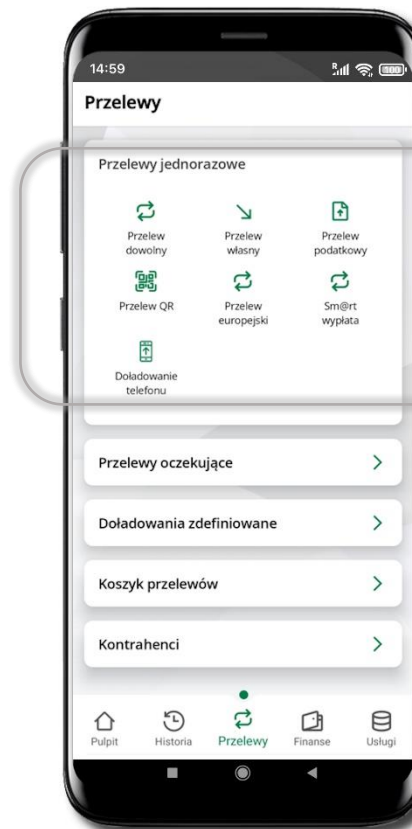 14:59
R
100
Przelewy
Przelewy jednorazowe
Przelew
dowolny
Przelew
własny
Przelew
podatkowy
Przelew QR
Przelew
europejski
Sm@rt
wypłata
Doładowanie
telefonu
Przelewy oczekujące
Doładowania zdefiniowane
Koszyk przelewów
Kontrahenci
Pulpit
Historia
Przelewy
Finanse
Usługi